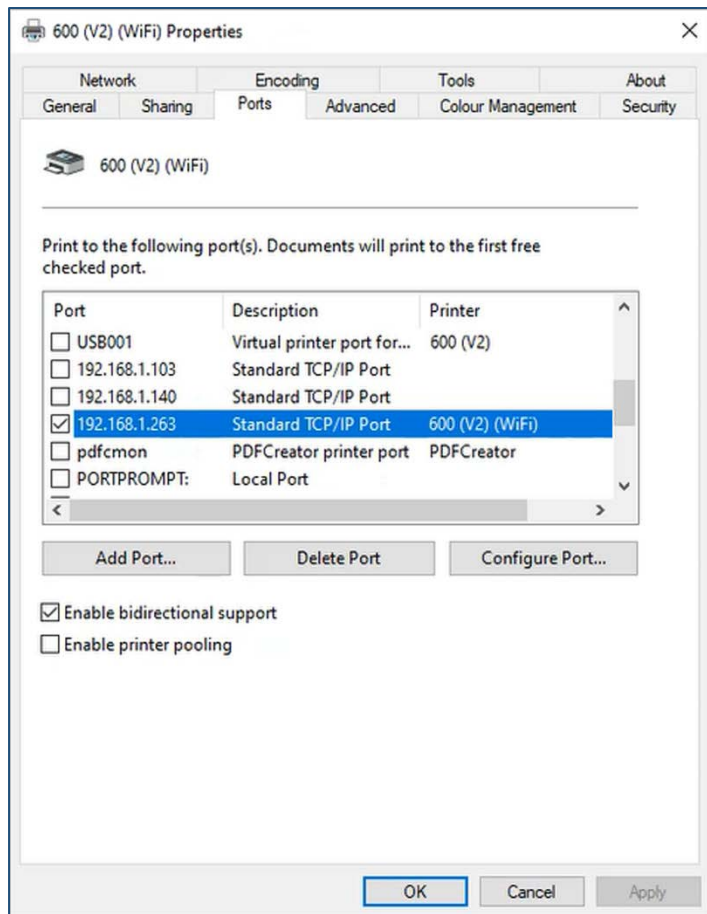 600 (V2) (WiFi) Properties
Network Encoding Tools About
General Sharing Ports Advanced Colour Management Security
600 (V2) (WiFi)
Print to the following port(s). Documents will print to the first free
checked port.
Port Description Printer
USB001 Virtual printer port for... 600 (V2)
192.168.1.103 Standard TCP/IP Port
192.168.1.140 Standard TCP/IP Port
192.168.1.263 Standard TCP/IP Port 600 (V2) (WiFi)
pdfcmon PDFCreator printer port PDFCreator
PORTPROMPT: Local Port
Add Port... Delete Port Configure Port...
Enable bidirectional support
Enable printer pooling
OK Cancel Apply